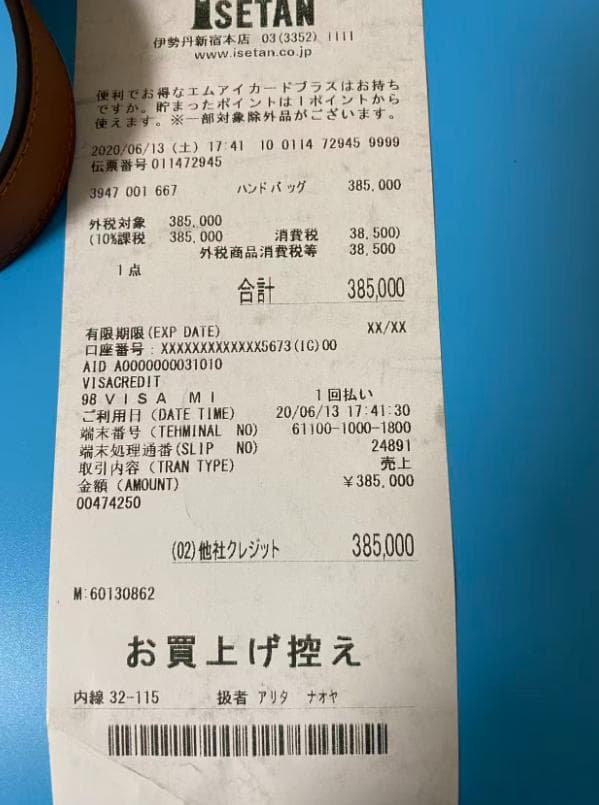 ISETAN
伊勢丹新宿本店 03(3352) 1111
www.isetan.co.jp
便利でお得なエムアイカードプラスはお持ち
ですか。貯まったポイントは1ポイントから
使えます。※一部対象除外品がございます。
2020/06/13 (土) 17:41 10 0114 72945 9999
伝票番号 011472945
3947 001 667 ハンドバッグ 385,000
外税対象 385,000
(10%課税 385,000 消費税 38,500)
外税商品消費税等 38,500
1点
合計 385,000
有限期限(EXP DATE) XX/XX
口座番号:XXXXXXXXXXXXX5673(IC)00
AID A0000000031010
VISACREDIT
98 VISA MI 1回払い
ご利用日(DATE TIME) 20/06/13 17:41:30
端末番号(TEHMINAL NO) 61100-1000-1800
端末処理通番(SLIP NO) 24891
取引内容(TRAN TYPE) 売上
金額(AMOUNT) ¥385,000
00474250
(02)他社クレジット 385,000
M:60130862
お買上げ控え
内線 32-115 扱者 アリタ ナオヤ